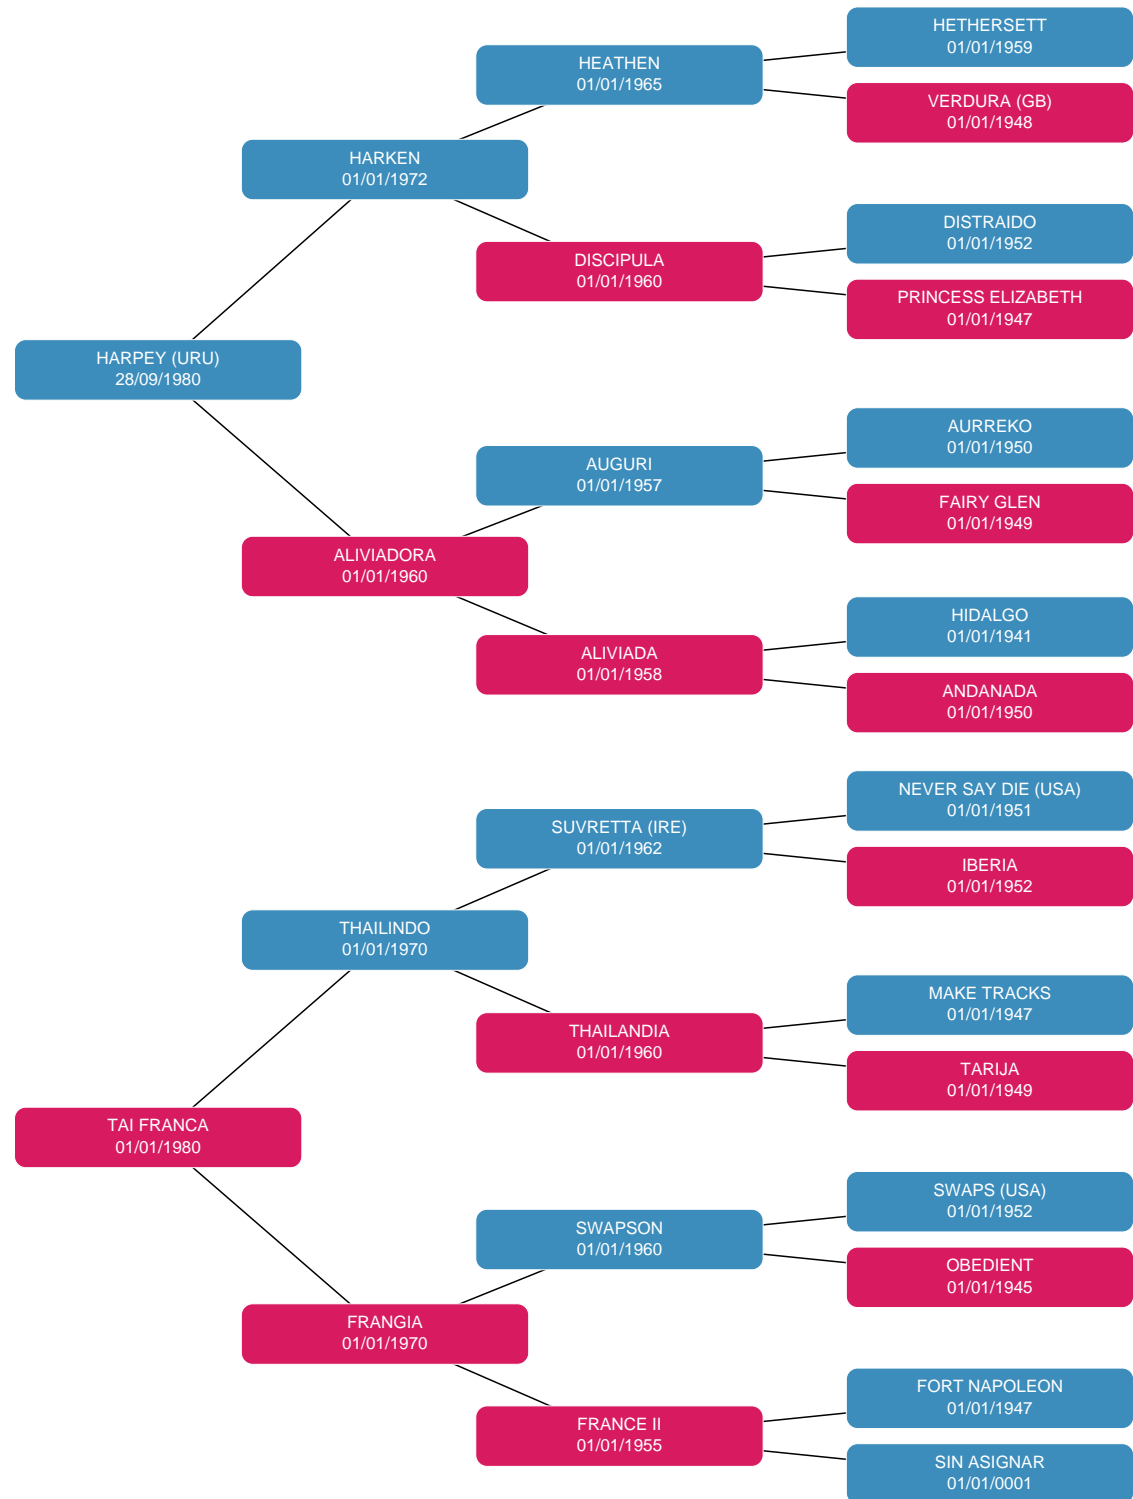 HETHERSETT
01/01/1959
HEATHEN
01/01/1965
VERDURA (GB)
01/01/1948
HARKEN
01/01/1972
DISTRAIDO
01/01/1952
DISCIPULA
01/01/1960
PRINCESS ELIZABETH
01/01/1947
HARPEY (URU)
28/09/1980
AURREKO
01/01/1950
AUGURI
01/01/1957
FAIRY GLEN
01/01/1949
ALIVIADORA
01/01/1960
HIDALGO
01/01/1941
ALIVIADA
01/01/1958
ANDANADA
01/01/1950
NEVER SAY DIE (USA)
01/01/1951
SUVRETTA (IRE)
01/01/1962
IBERIA
01/01/1952
THAILINDO
01/01/1970
MAKE TRACKS
01/01/1947
THAILANDIA
01/01/1960
TARIJA
01/01/1949
TAI FRANCA
01/01/1980
SWAPS (USA)
01/01/1952
SWAPSON
01/01/1960
OBEDIENT
01/01/1945
FRANGIA
01/01/1970
FORT NAPOLEON
01/01/1947
FRANCE II
01/01/1955
SIN ASIGNAR
01/01/0001